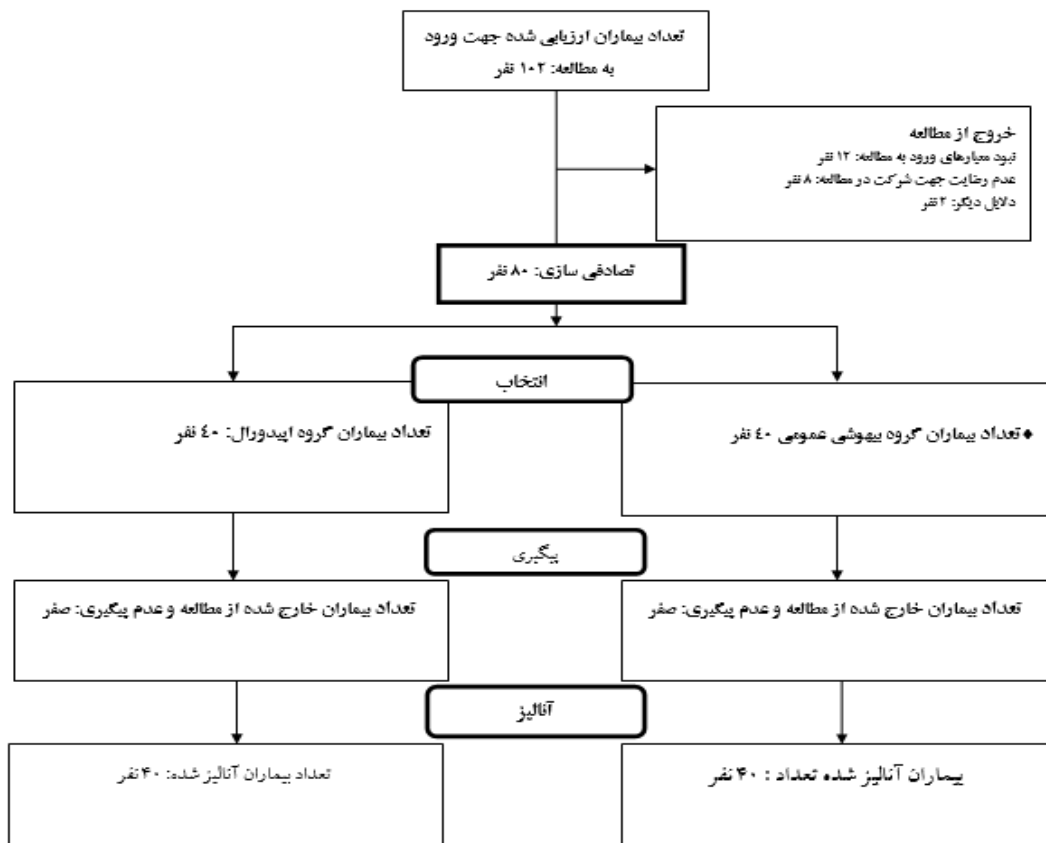 تعداد بیماران ارزیابی شده جهت ورود
به مطالعه: ۱۰۲ نفر
خروج از مطالعه
نبود معیارهای ورود به مطالعه: ۱۲ نفر
عدم رضایت جهت شرکت در مطالعه: ۸ نفر
دلایل دیگر: ۲ نفر
تصادفی سازی: ۸۰ نفر
انتخاب
♦تعداد بیماران گروه بیهوشی عمومی ٤٠ نفر
تعداد بیماران گروه اپیدورال: ٤٠ نفر
پیگیری
تعداد بیماران خارج شده از مطالعه و عدم پیگیری: صفر
تعداد بیماران خارج شده از مطالعه و عدم پیگیری: صفر
آنالیز
بیماران آنالیز شده تعداد : ۴۰ نفر
تعداد بیماران آنالیز شده: ۴۰ نفر